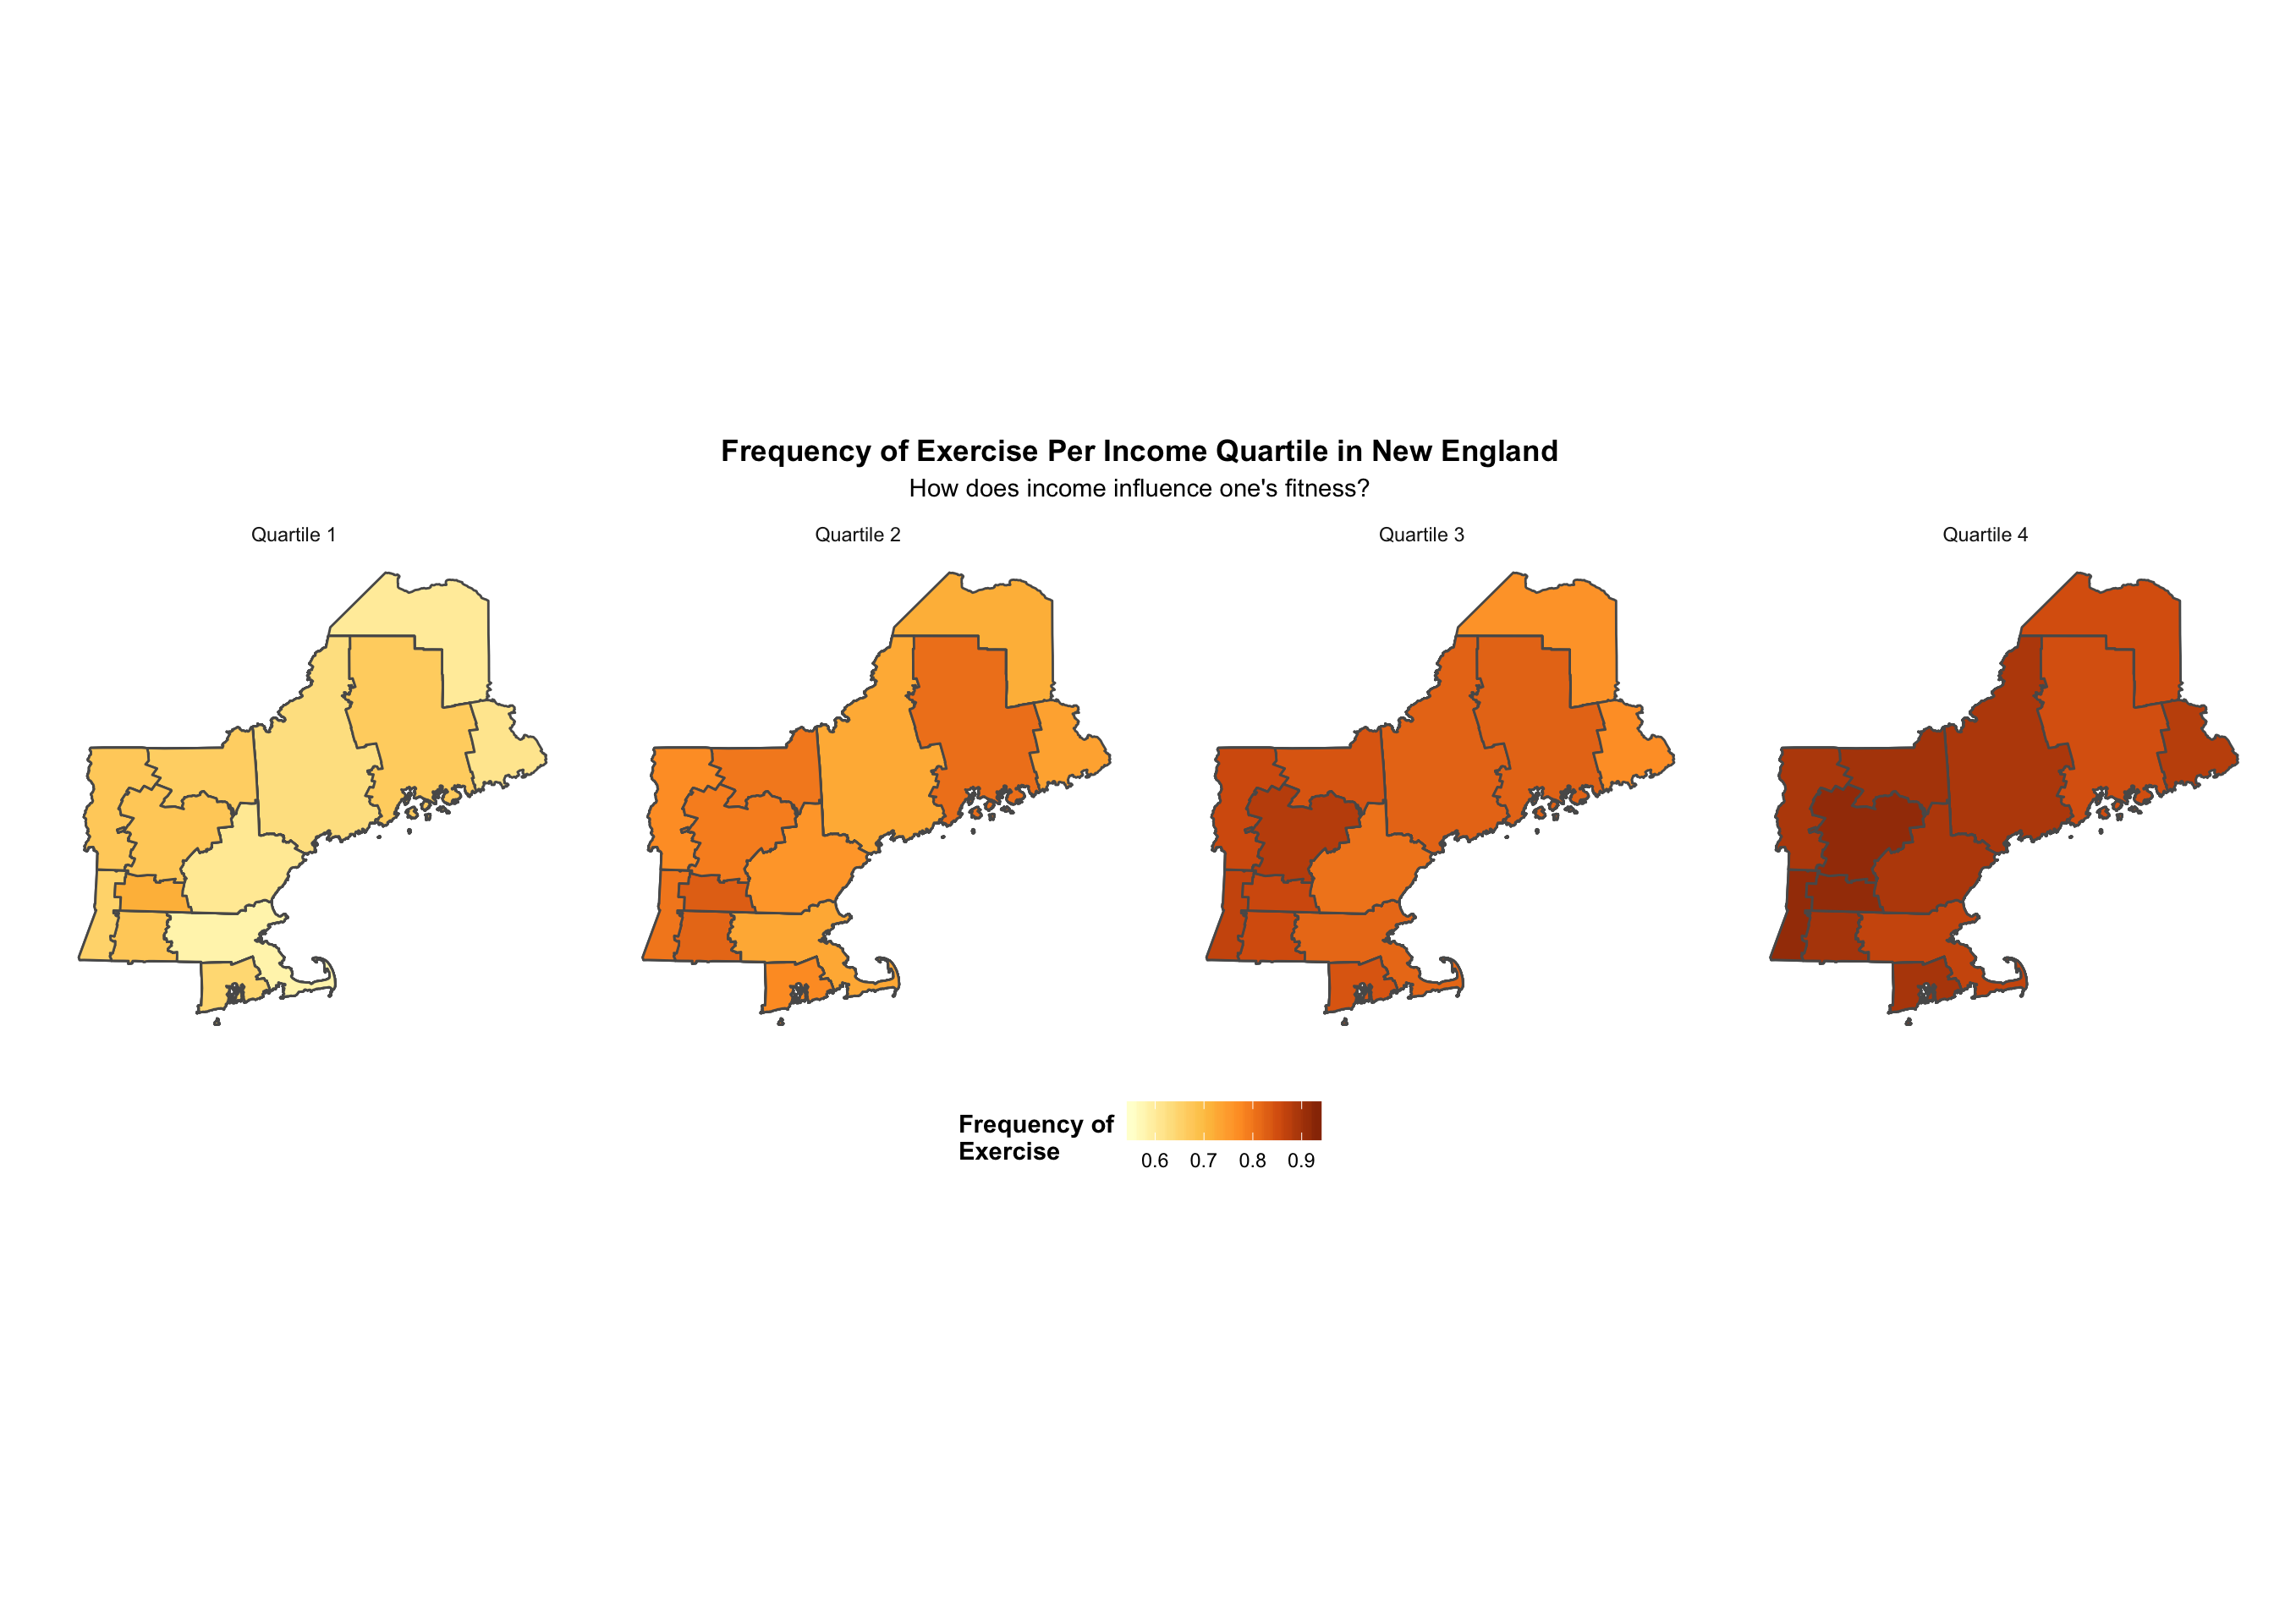 Frequency of Exercise Per Income Quartile in New England
How does income influence one's fitness?
Quartile 1
Quartile 2
Quartile 3
Quartile 4
Frequency of
Exercise
0.6 0.7 0.8 0.9